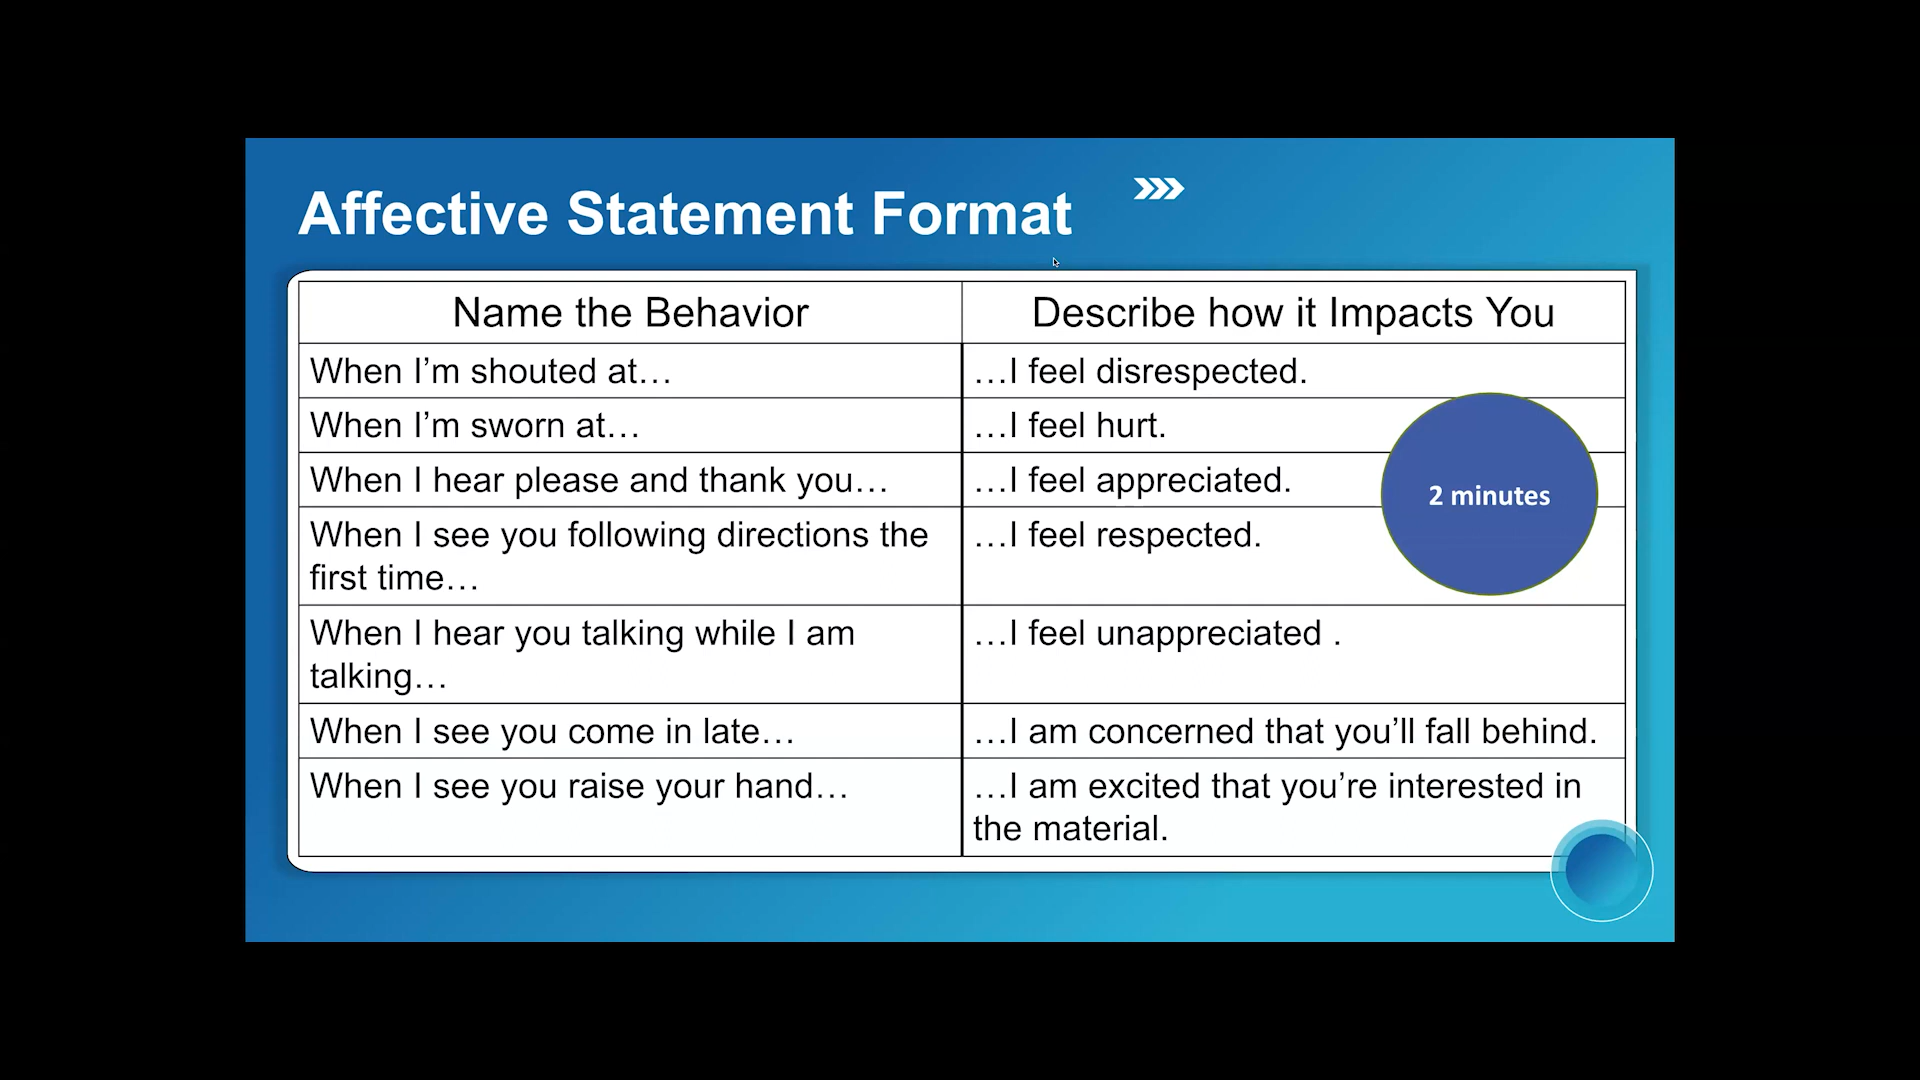 Affective Statement Format
Name the Behavior
Describe how it Impacts You
When I’m shouted at…
…I feel disrespected.
When I’m sworn at…
…I feel hurt.
When I hear please and thank you…
…I feel appreciated.
2 minutes
When I see you following directions the
first time…
…I feel respected.
When I hear you talking while I am
talking…
…I feel unappreciated .
When I see you come in late…
…I am concerned that you’ll fall behind.
When I see you raise your hand…
…I am excited that you’re interested in
the material.